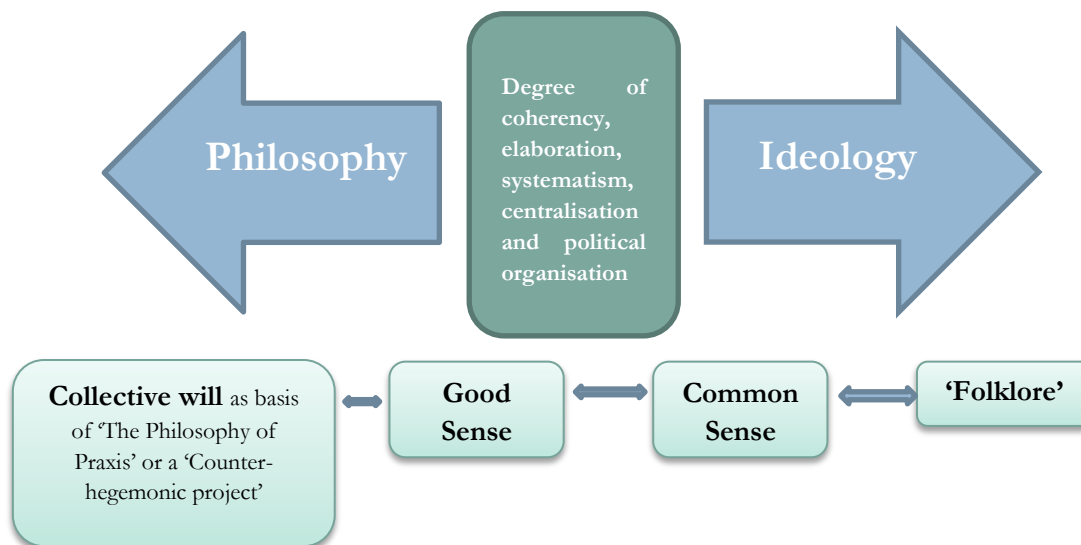 Philosophy
Degree of
coherency,
elaboration,
systematism,
centralisation
and political
organisation
Ideology
Collective will as basis
of ‘The Philosophy of
Praxis’ or a ‘Counter-
hegemonic project’
Good
Sense
Common
Sense
‘Folklore’